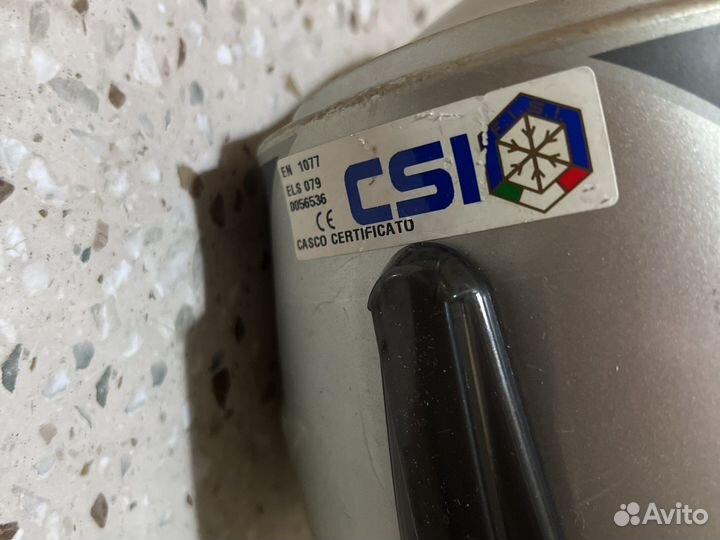 EN 1077
ELS 079
0056536
CE
CASCO CERTIFICATO
CSI
F.I.S.I.
Avito